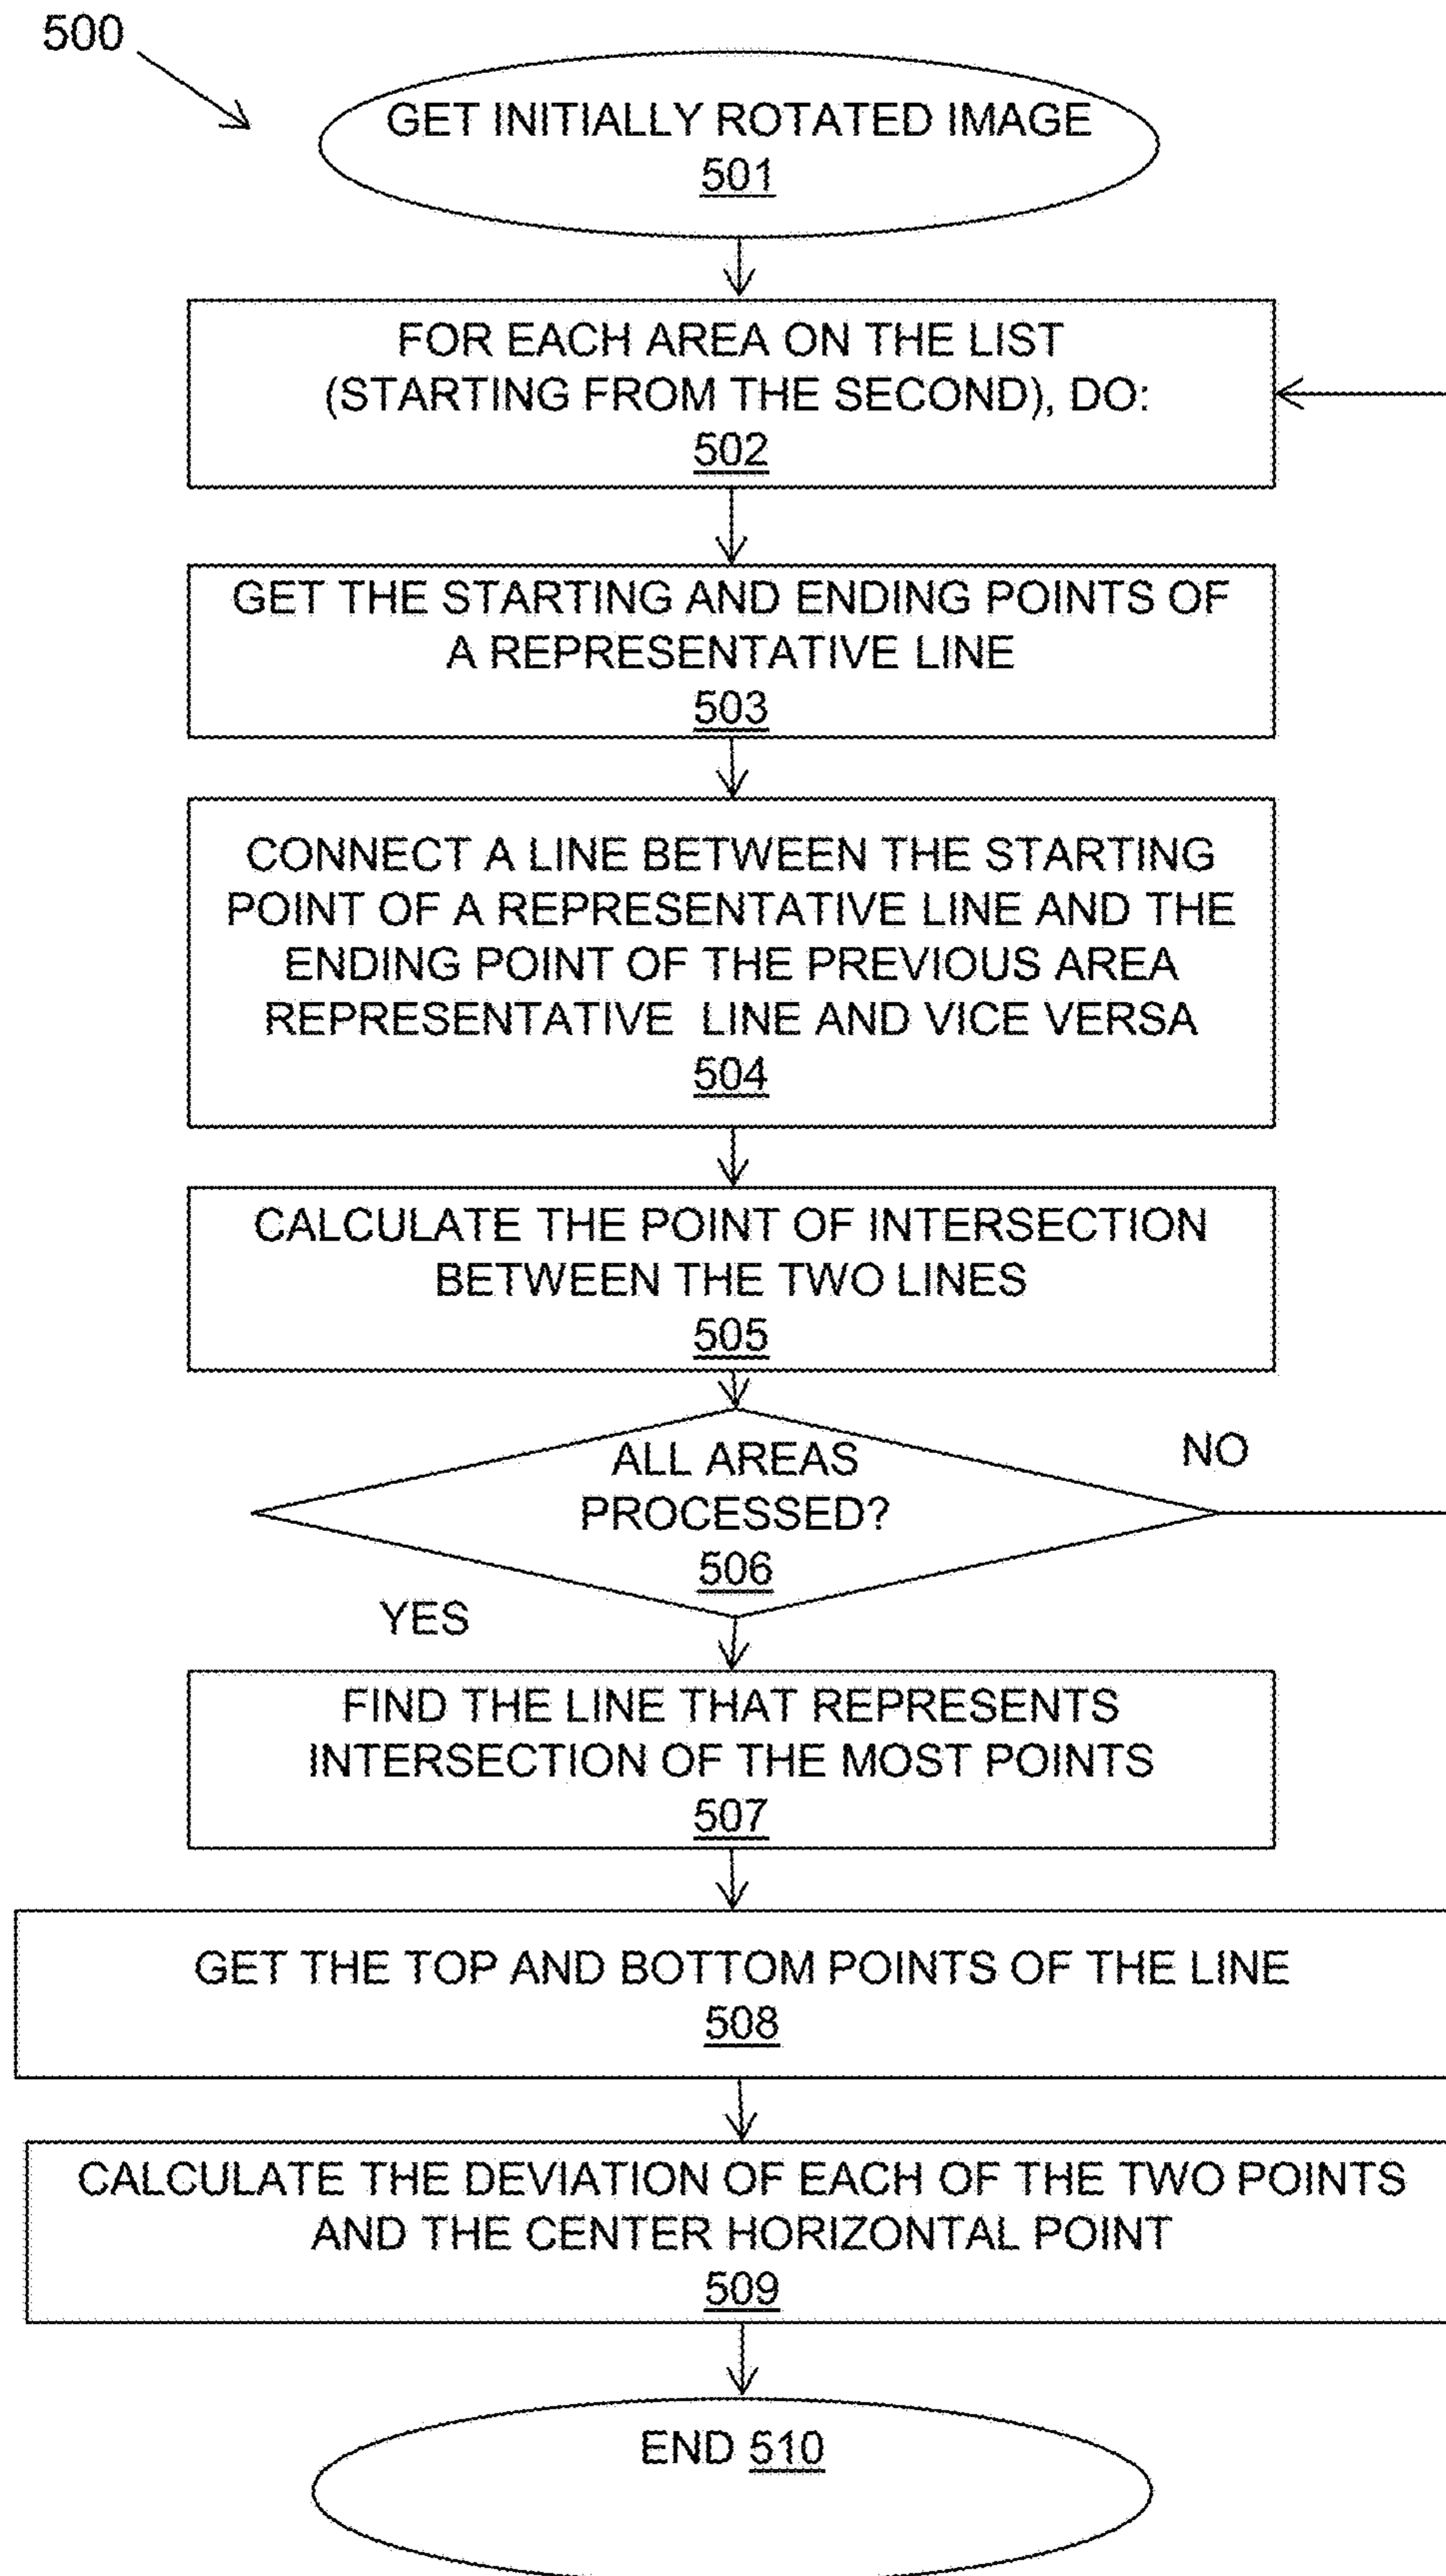 500
GET INITIALLY ROTATED IMAGE
501
FOR EACH AREA ON THE LIST
(STARTING FROM THE SECOND), DO:
502
GET THE STARTING AND ENDING POINTS OF
A REPRESENTATIVE LINE
503
CONNECT A LINE BETWEEN THE STARTING
POINT OF A REPRESENTATIVE LINE AND THE
ENDING POINT OF THE PREVIOUS AREA
REPRESENTATIVE LINE AND VICE VERSA
504
CALCULATE THE POINT OF INTERSECTION
BETWEEN THE TWO LINES
505
ALL AREAS
PROCESSED?
506
NO
YES
FIND THE LINE THAT REPRESENTS
INTERSECTION OF THE MOST POINTS
507
GET THE TOP AND BOTTOM POINTS OF THE LINE
508
CALCULATE THE DEVIATION OF EACH OF THE TWO POINTS
AND THE CENTER HORIZONTAL POINT
509
END 510